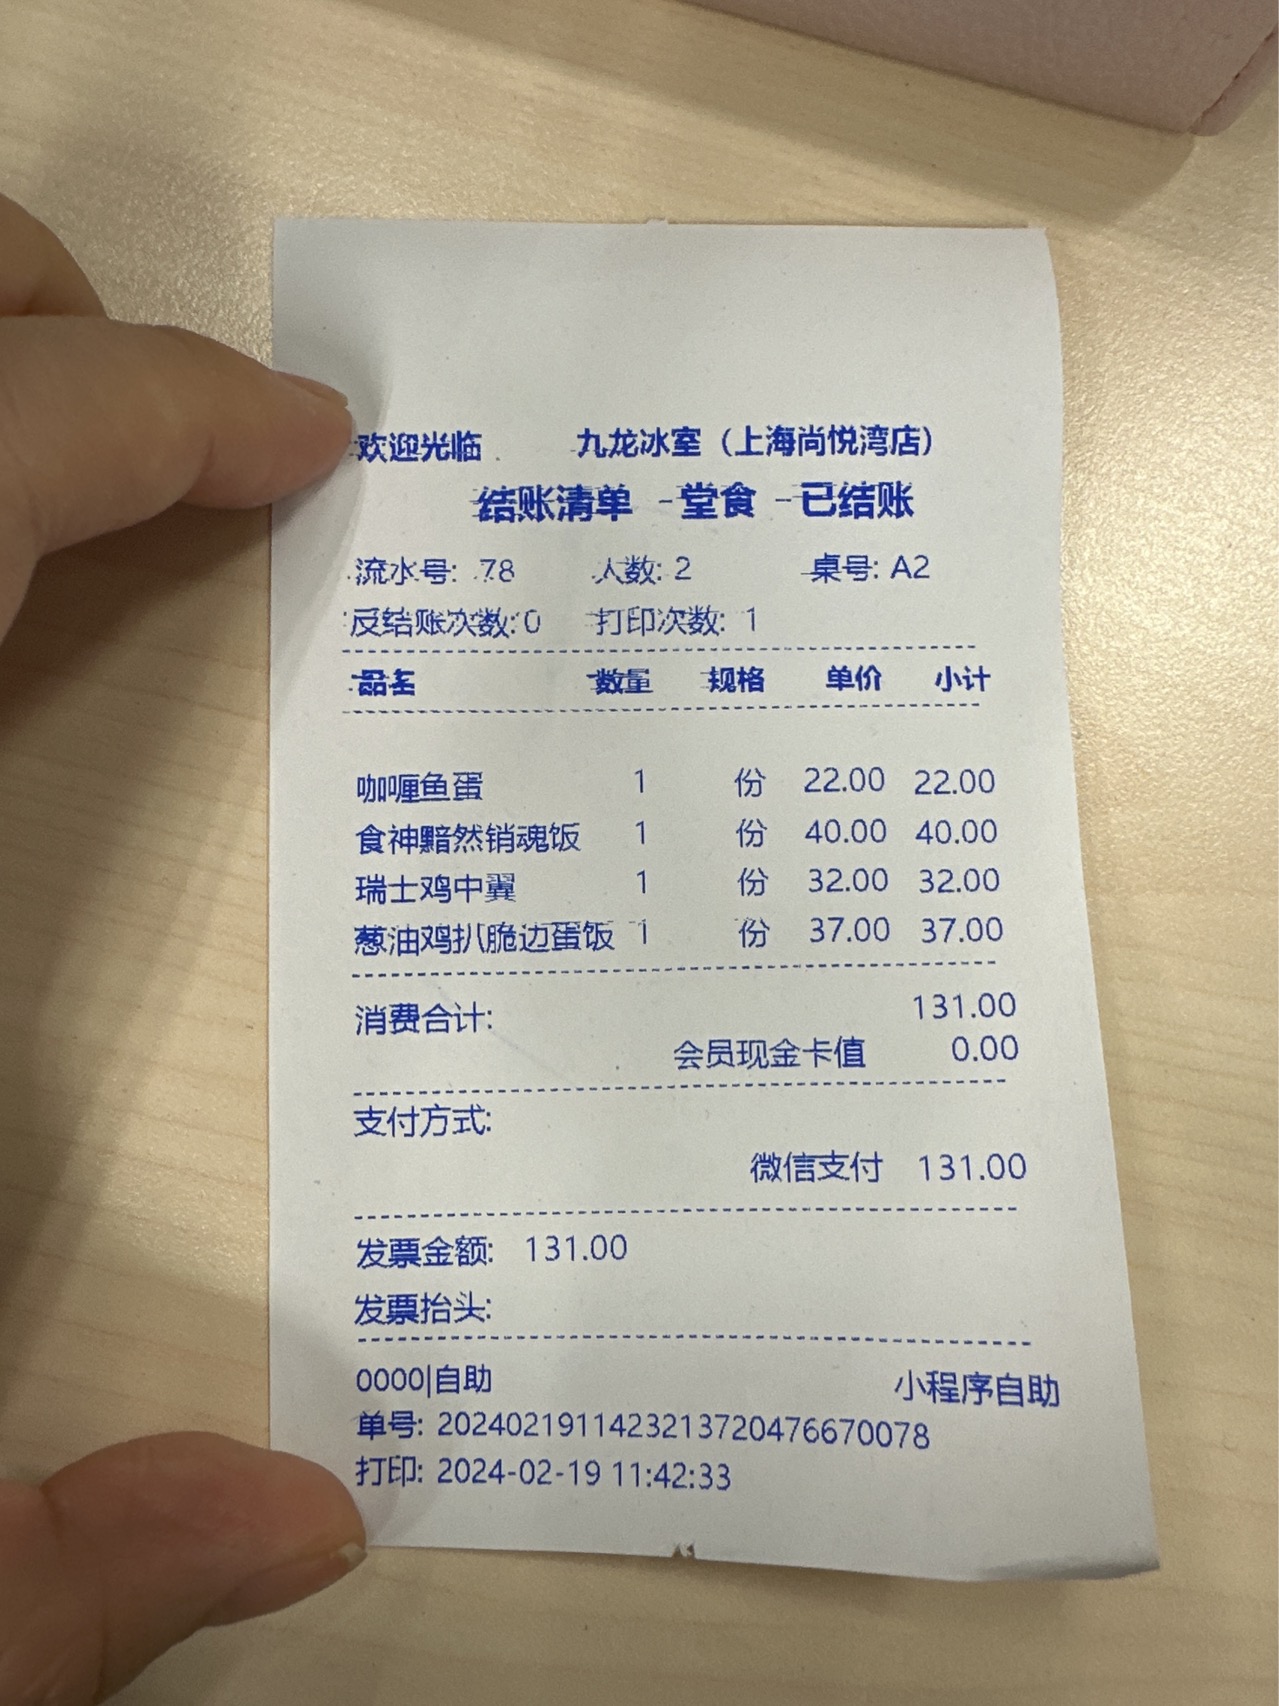 欢迎光临 九龙冰室（上海尚悦湾店）
结账清单 -堂食 -已结账
流水号: 78 人数: 2 桌号: A2
反结账次数:0 打印次数: 1
品名 数量 规格 单价 小计
咖喱鱼蛋 1 份 22.00 22.00
食神黯然销魂饭 1 份 40.00 40.00
瑞士鸡中翼 1 份 32.00 32.00
葱油鸡扒脆边蛋饭 1 份 37.00 37.00
消费合计: 131.00
会员现金卡值 0.00
支付方式:
微信支付 131.00
发票金额: 131.00
发票抬头:
0000|自助 小程序自助
单号: 2024021911423213720476670078
打印: 2024-02-19 11:42:33